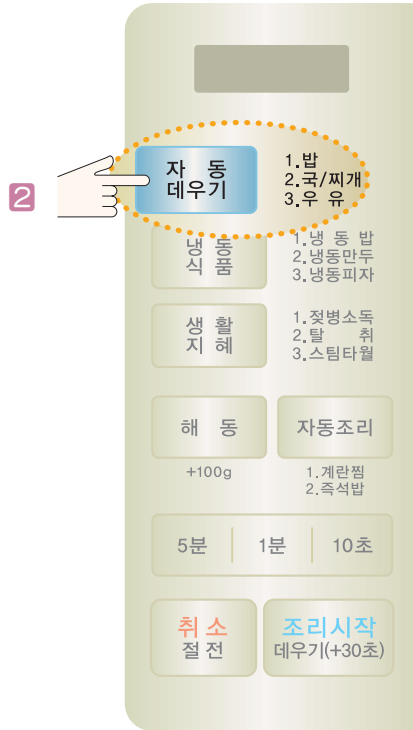 2
자 동
데우기
1.밥
2.국/찌개
3.우 유
냉 동
식 품
1.냉 동 밥
2.냉동만두
3.냉동피자
생 활
지 혜
1.젖병소독
2.탈 취
3.스팀타월
해 동
+100g
자동조리
1.계란찜
2.즉석밥
5분
1분
10초
취소
절전
조리시작
데우기(+30초)